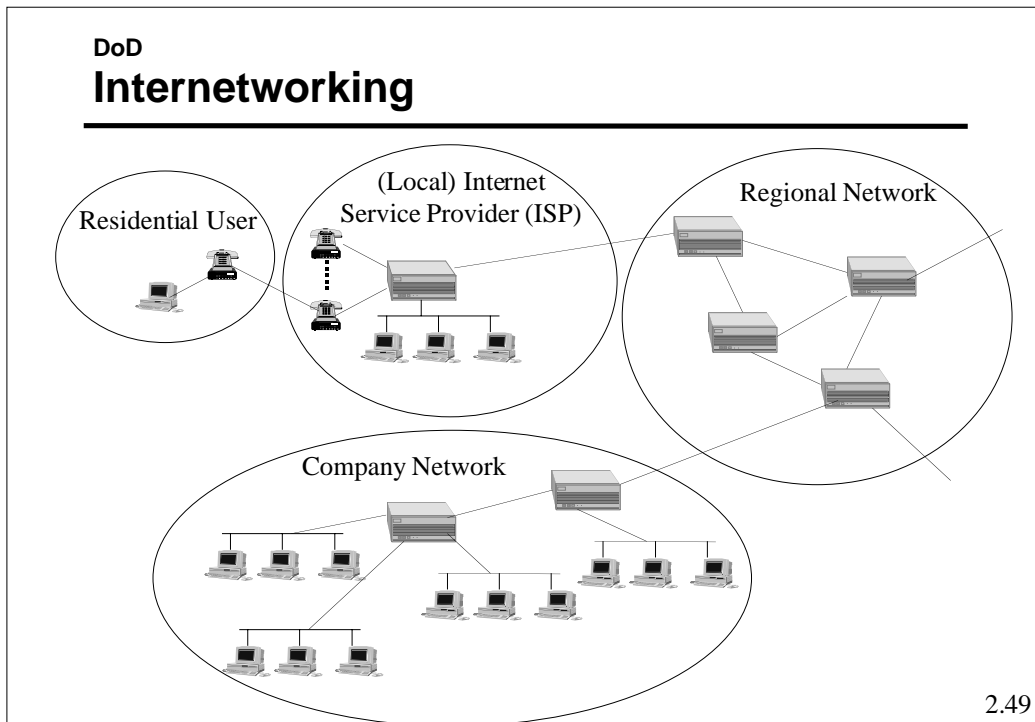 DoD
Internetworking
Residential User
(Local) Internet
Service Provider (ISP)
Regional Network
Company Network
2.49